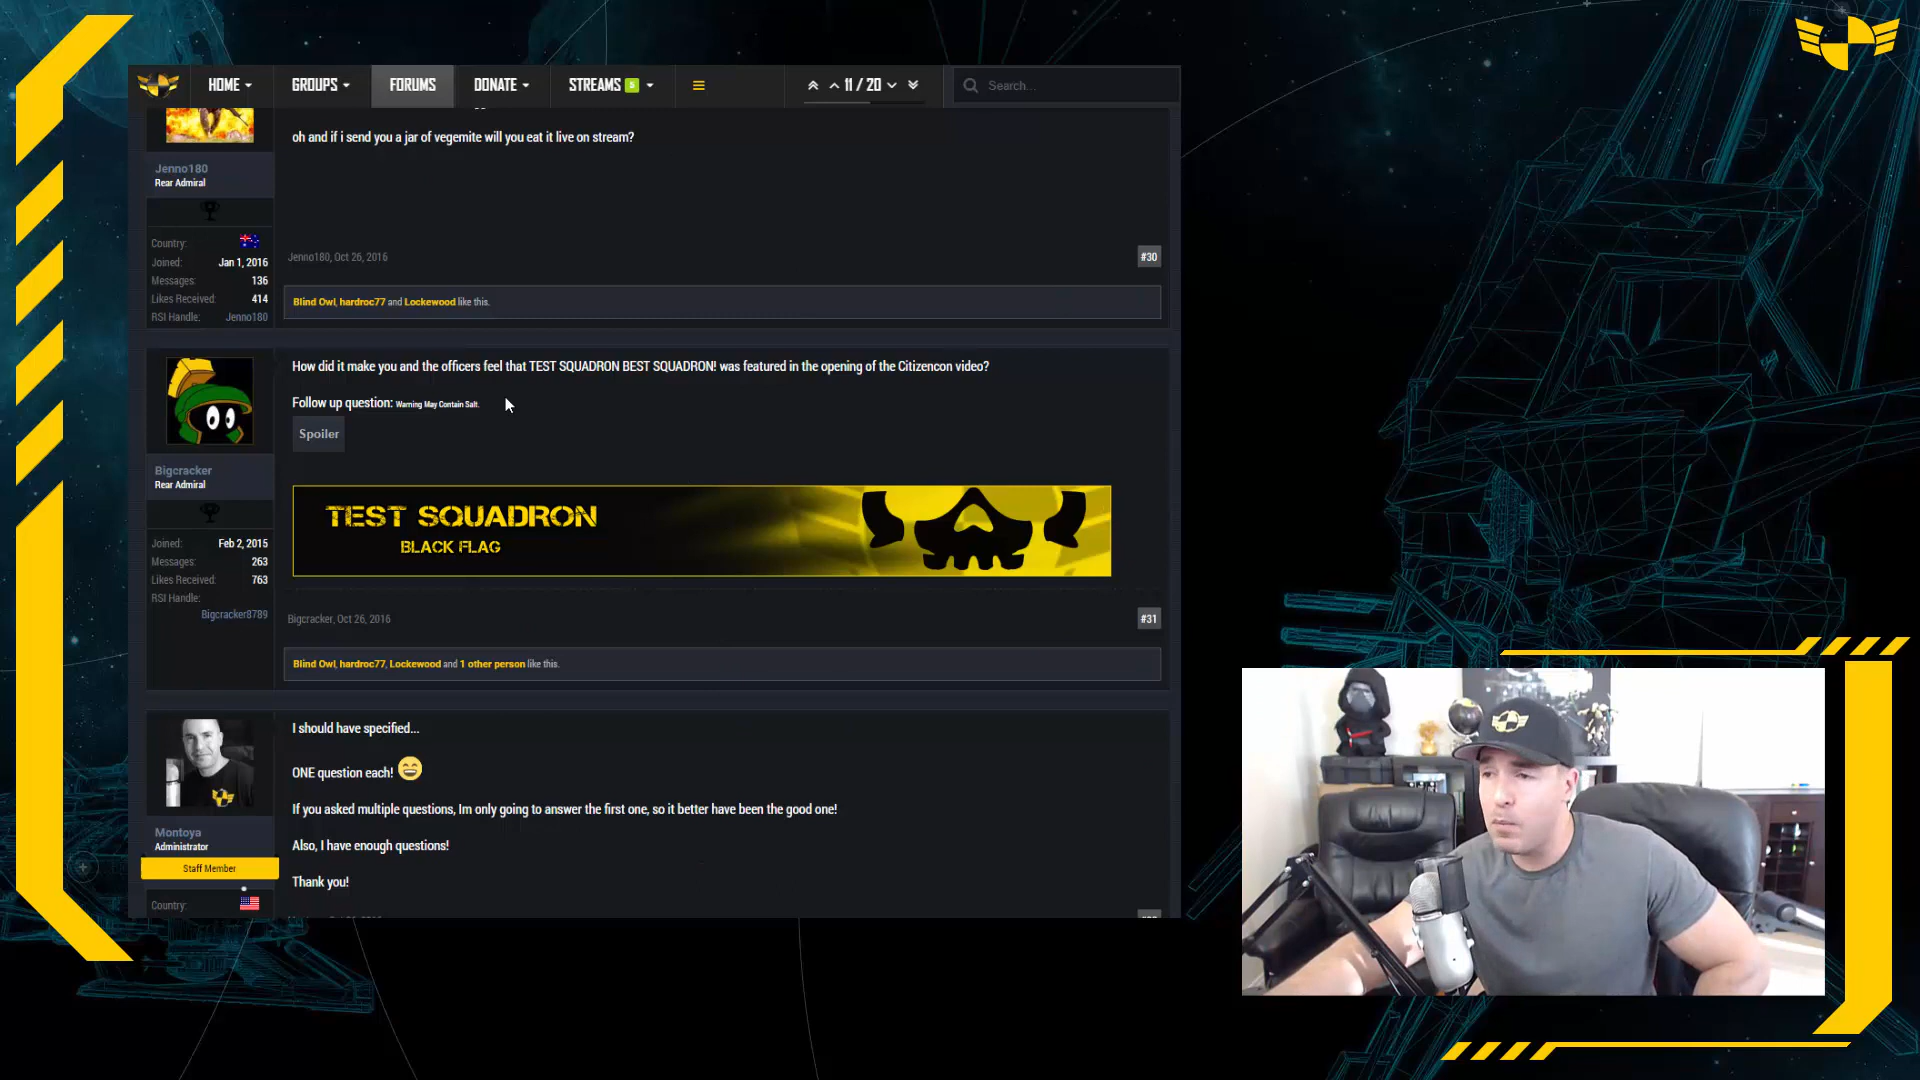 HOME
GROUPS
FORUMS
DONATE
STREAMS 5
11 / 20
Search...
oh and if i send you a jar of vegemite will you eat it live on stream?
Jenno180
Rear Admiral
Country:
Joined: Jan 1, 2016
Messages: 136
Likes Received: 414
RSI Handle: Jenno180
Jenno180, Oct 26, 2016
#30
Blind Owl, hardroc77 and Lockewood like this.
How did it make you and the officers feel that TEST SQUADRON BEST SQUADRON! was featured in the opening of the Citizencon video?
Follow up question: Warning May Contain Salt.
Spoiler
TEST SQUADRON
BLACK FLAG
Bigcracker
Rear Admiral
Joined: Feb 2, 2015
Messages: 263
Likes Received: 763
RSI Handle:
Bigcracker8789
Bigcracker, Oct 26, 2016
#31
Blind Owl, hardroc77, Lockewood and 1 other person like this.
I should have specified...
ONE question each!
If you asked multiple questions, Im only going to answer the first one, so it better have been the good one!
Also, I have enough questions!
Thank you!
Montoya
Administrator
Staff Member
Country: